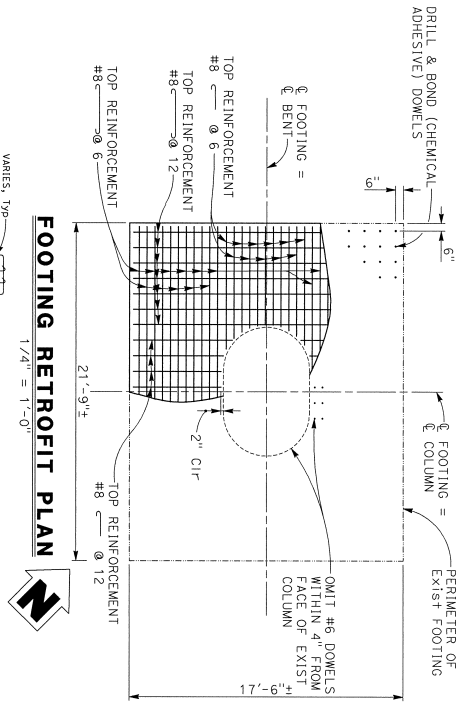 DRILL & BOND (CHEMICAL
ADHESIVE) DOWELS
6"
6"
℄ FOOTING =
℄ COLUMN
PERIMETER OF
Exist FOOTING
℄ FOOTING =
℄ BENT
TOP REINFORCEMENT
#8 @ 6
TOP REINFORCEMENT
#8 @ 12
TOP REINFORCEMENT
#8 @ 6
OMIT #6 DOWELS
WITHIN 4" FROM
FACE OF EXIST
COLUMN
2" Clr
17'-6"±
TOP REINFORCEMENT
#8 @ 12
21'-9"±
FOOTING RETROFIT PLAN
1/4" = 1'-0"
N
VARIES, Typ